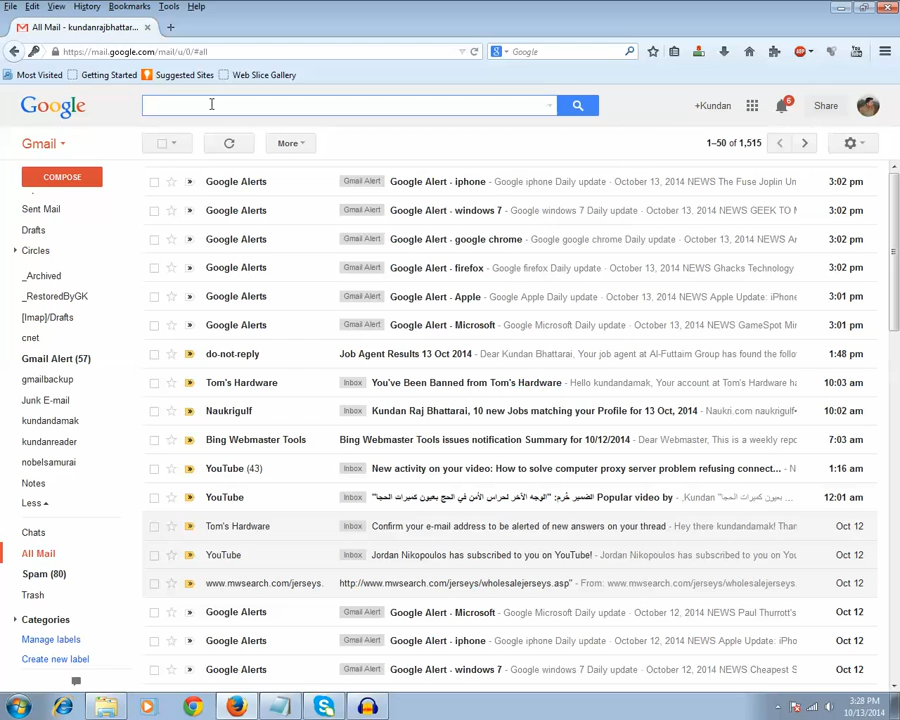 File Edit View History Bookmarks Tools Help
All Mail - kundanrajbhattar...
https://mail.google.com/mail/u/0/#all
Google
Most Visited Getting Started Suggested Sites Web Slice Gallery
Google
+Kundan 6 Share
Gmail
More
1–50 of 1,515
COMPOSE
Sent Mail
Drafts
Circles
_Archived
_RestoredByGK
[Imap]/Drafts
cnet
Gmail Alert (57)
gmailbackup
Junk E-mail
kundandamak
kundanreader
nobelsamurai
Notes
Less
Chats
All Mail
Spam (80)
Trash
Categories
Manage labels
Create new label
Google Alerts Gmail Alert Google Alert - iphone - Google iphone Daily update · October 13, 2014 NEWS The Fuse Joplin Un 3:02 pm
Google Alerts Gmail Alert Google Alert - windows 7 - Google windows 7 Daily update · October 13, 2014 NEWS GEEK TO 3:02 pm
Google Alerts Gmail Alert Google Alert - google chrome - Google google chrome Daily update · October 13, 2014 NEWS Ar 3:02 pm
Google Alerts Gmail Alert Google Alert - firefox - Google firefox Daily update · October 13, 2014 NEWS Ghacks Technology 3:02 pm
Google Alerts Gmail Alert Google Alert - Apple - Google Apple Daily update · October 13, 2014 NEWS Apple Update: iPhone 3:01 pm
Google Alerts Gmail Alert Google Alert - Microsoft - Google Microsoft Daily update · October 13, 2014 NEWS GameSpot Mi 3:01 pm
do-not-reply Job Agent Results 13 Oct 2014 - Dear Kundan Bhattarai, Your job agent at Al-Futtaim Group has found the follo 1:48 pm
Tom's Hardware Inbox You've Been Banned from Tom's Hardware - Hello kundandamak, Your account at Tom's Hardware ha 10:03 am
Naukrigulf Inbox Kundan Raj Bhattarai, 10 new Jobs matching your Profile for 13 Oct, 2014 - Naukri.com naukrigulf 10:02 am
Bing Webmaster Tools Bing Webmaster Tools issues notification Summary for 10/12/2014 - Dear Webmaster, This is a weekly repo 7:03 am
YouTube (43) Inbox New activity on your video: How to solve computer proxy server problem refusing connect... - 1:16 am
YouTube Inbox الضمير خُرم: "الوجه الآخر لحراس الأمن في الحج بعيون كميرات الحجا" Popular video by - ,Kundan "بعيون كميرات الحجا ... 12:01 am
Tom's Hardware Inbox Confirm your e-mail address to be alerted of new answers on your thread - Hey there kundandamak! Than Oct 12
YouTube Inbox Jordan Nikopoulos has subscribed to you on YouTube! - Jordan Nikopoulos has subscribed to you on YouTube Oct 12
www.mwsearch.com/jerseys. http://www.mwsearch.com/jerseys/wholesalejerseys.asp" - From: www.mwsearch.com/jerseys/wholesalejerseys. Oct 12
Google Alerts Gmail Alert Google Alert - Microsoft - Google Microsoft Daily update · October 12, 2014 NEWS Paul Thurrott's Oct 12
Google Alerts Gmail Alert Google Alert - iphone - Google iphone Daily update · October 12, 2014 NEWS Apple Update: iPho Oct 12
Google Alerts Gmail Alert Google Alert - windows 7 - Google windows 7 Daily update · October 12, 2014 NEWS Cheapest S Oct 12
3:28 PM
10/13/2014